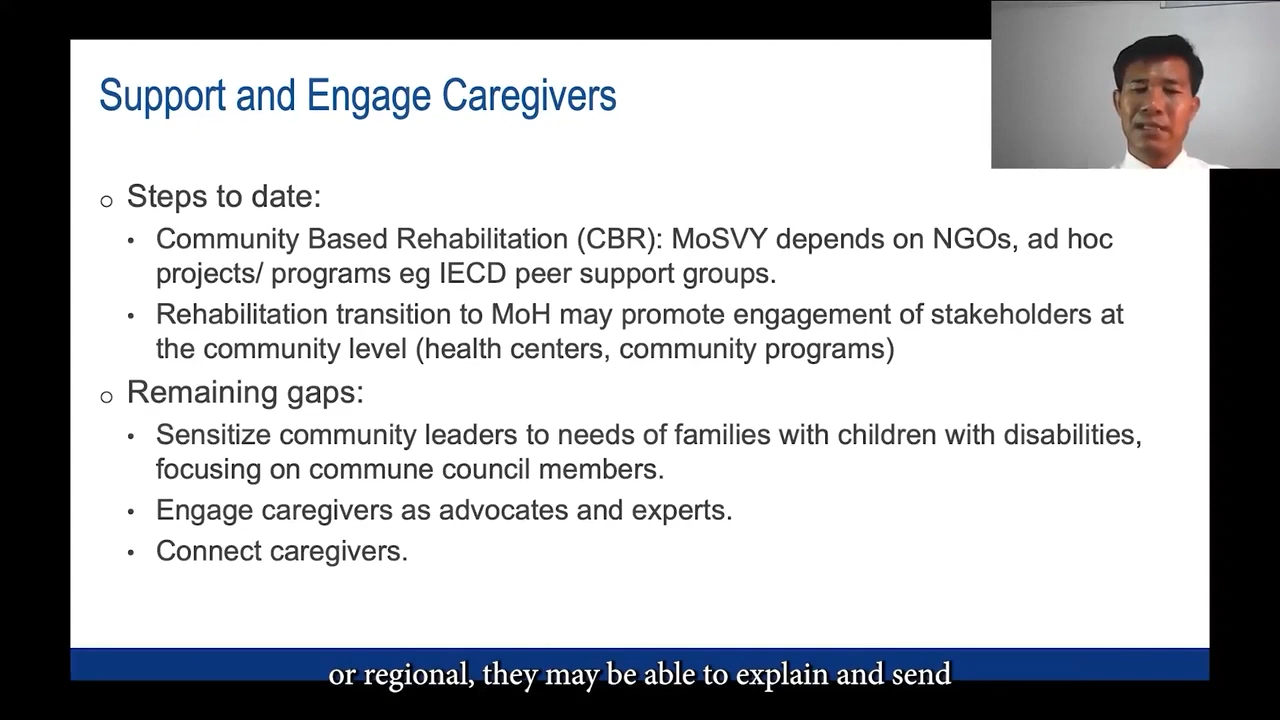 Support and Engage Caregivers
o Steps to date:
• Community Based Rehabilitation (CBR): MoSVY depends on NGOs, ad hoc
projects/ programs eg IECD peer support groups.
• Rehabilitation transition to MoH may promote engagement of stakeholders at
the community level (health centers, community programs)
o Remaining gaps:
• Sensitize community leaders to needs of families with children with disabilities,
focusing on commune council members.
• Engage caregivers as advocates and experts.
• Connect caregivers.
or regional, they may be able to explain and send